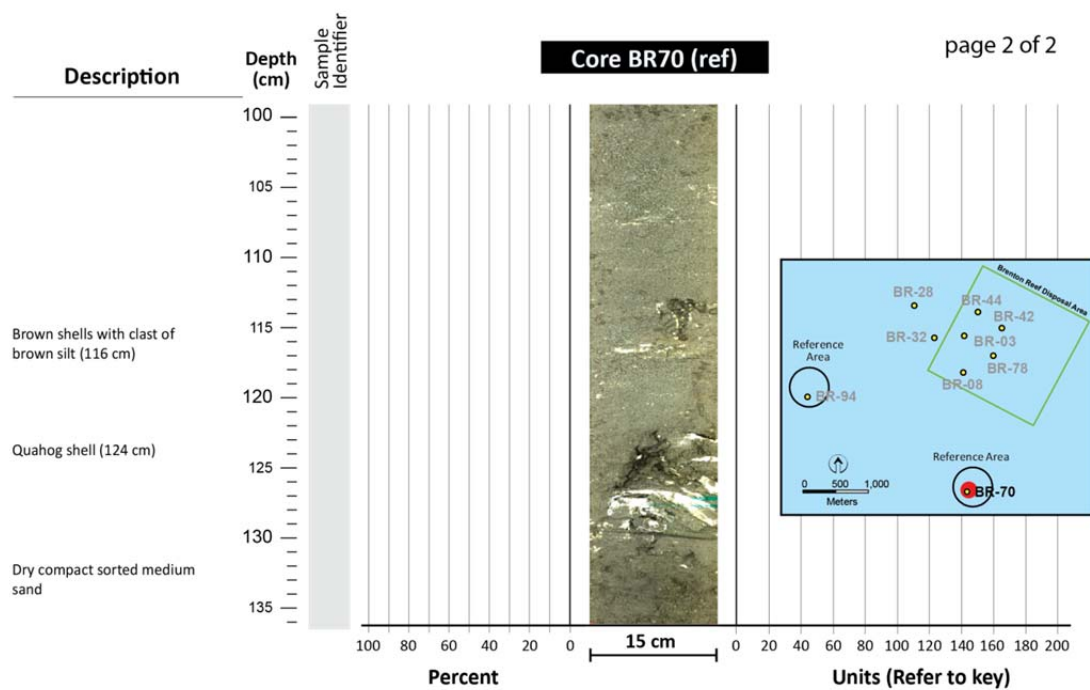 page 2 of 2
Core BR70 (ref)
Description
Depth
(cm)
Sample
Identifier
100
105
110
Brown shells with clast of
brown silt (116 cm)
115
120
Quahog shell (124 cm)
125
130
Dry compact sorted medium
sand
135
100 80 60 40 20 0
Percent
15 cm
0 20 40 60 80 100 120 140 160 180 200
Units (Refer to key)
Brenton Reef Disposal Area
BR-28
BR-44
BR-42
BR-32
BR-03
BR-78
BR-08
Reference
Area
BR-94
Reference Area
BR-70
0 500 1,000
Meters